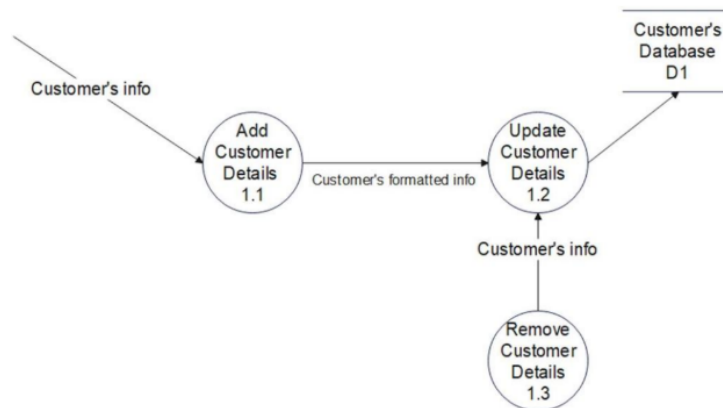 Customer's
Database
D1
Customer's info
Add
Customer
Details
1.1
Customer's formatted info
Update
Customer
Details
1.2
Customer's info
Remove
Customer
Details
1.3